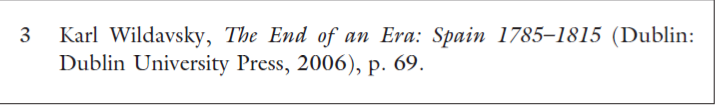 3 Karl Wildavsky, The End of an Era: Spain 1785–1815 (Dublin:
Dublin University Press, 2006), p. 69.